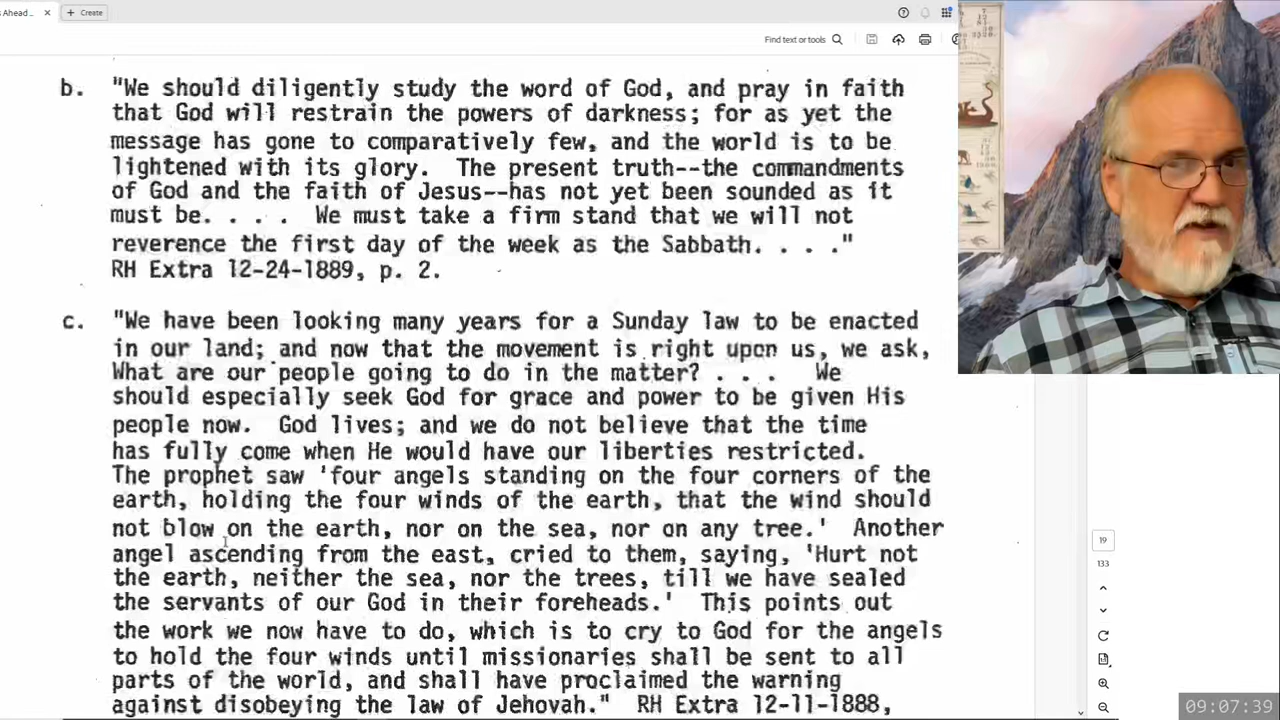 s Ahead...
Create
Find text or tools
b. "We should diligently study the word of God, and pray in faith
that God will restrain the powers of darkness; for as yet the
message has gone to comparatively few, and the world is to be
lightened with its glory. The present truth--the commandments
of God and the faith of Jesus--has not yet been sounded as it
must be. . . . We must take a firm stand that we will not
reverence the first day of the week as the Sabbath. . . ."
RH Extra 12-24-1889, p. 2.
c. "We have been looking many years for a Sunday law to be enacted
in our land; and now that the movement is right upon us, we ask,
What are our people going to do in the matter? . . . We
should especially seek God for grace and power to be given His
people now. God lives; and we do not believe that the time
has fully come when He would have our liberties restricted.
The prophet saw 'four angels standing on the four corners of the
earth, holding the four winds of the earth, that the wind should
not blow on the earth, nor on the sea, nor on any tree.' Another
angel ascending from the east, cried to them, saying, 'Hurt not
the earth, neither the sea, nor the trees, till we have sealed
the servants of our God in their foreheads.' This points out
the work we now have to do, which is to cry to God for the angels
to hold the four winds until missionaries shall be sent to all
parts of the world, and shall have proclaimed the warning
against disobeying the law of Jehovah." RH Extra 12-11-1888,
19
133
09:07:39